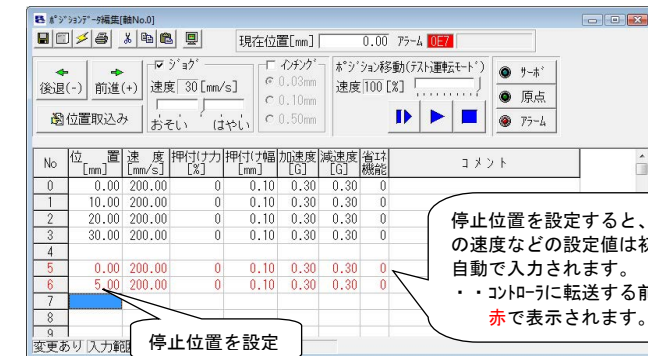 ﾎﾟｼﾞｼｮﾝﾃﾞｰﾀ編集[軸No.0]
現在位置[mm] 0.00 ｱﾗｰﾑ 0E7
後退(-) 前進(+)
位置取込み
ｼﾞｮｸﾞ
速度 30 [mm/s]
おそい はやい
ｲﾝﾁﾝｸﾞ
0.03mm
0.10mm
0.50mm
ﾎﾟｼﾞｼｮﾝ移動(ﾃｽﾄ運転ﾓｰﾄﾞ)
速度 100 [%]
ｻｰﾎﾞ
原点
ｱﾗｰﾑ
No 位置[mm] 速度[mm/s] 押付け力[%] 押付け幅[mm] 加速度[G] 減速度[G] 省ｴﾈ機能 コメント
0 0.00 200.00 0 0.10 0.30 0.30 0
1 10.00 200.00 0 0.10 0.30 0.30 0
2 20.00 200.00 0 0.10 0.30 0.30 0
3 30.00 200.00 0 0.10 0.30 0.30 0
4
5 0.00 200.00 0 0.10 0.30 0.30 0
6 5.00 200.00 0 0.10 0.30 0.30 0
7
8
9
変更あり 入力範
停止位置を設定
停止位置を設定すると、
の速度などの設定値は初
自動で入力されます。
・・ｺﾝﾄﾛｰﾗに転送する前
赤で表示されます。